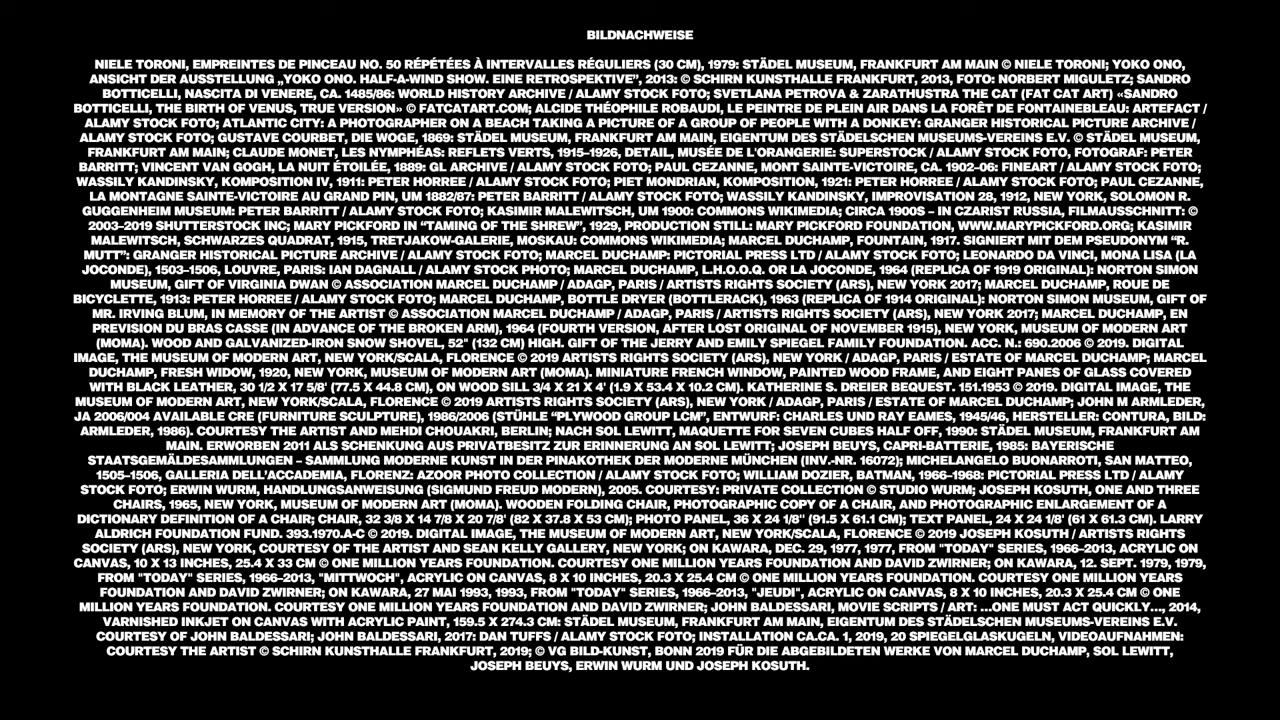 BILDNACHWEISE
NIELE TORONI, EMPREINTES DE PINCEAU NO. 50 RÉPÉTÉES À INTERVALLES RÉGULIERS (30 CM), 1979: STÄDEL MUSEUM, FRANKFURT AM MAIN © NIELE TORONI; YOKO ONO,
ANSICHT DER AUSSTELLUNG „YOKO ONO. HALF-A-WIND SHOW. EINE RETROSPEKTIVE”, 2013: © SCHIRN KUNSTHALLE FRANKFURT, 2013, FOTO: NORBERT MIGULETZ; SANDRO
BOTTICELLI, NASCITA DI VENERE, CA. 1485/86: WORLD HISTORY ARCHIVE / ALAMY STOCK FOTO; SVETLANA PETROVA & ZARATHUSTRA THE CAT (FAT CAT ART) «SANDRO
BOTTICELLI, THE BIRTH OF VENUS, TRUE VERSION» © FATCATART.COM; ALCIDE THÉOPHILE ROBAUDI, LE PEINTRE DE PLEIN AIR DANS LA FORÊT DE FONTAINEBLEAU: ARTEFACT /
ALAMY STOCK FOTO; ATLANTIC CITY: A PHOTOGRAPHER ON A BEACH TAKING A PICTURE OF A GROUP OF PEOPLE WITH A DONKEY: GRANGER HISTORICAL PICTURE ARCHIVE /
ALAMY STOCK FOTO; GUSTAVE COURBET, DIE WOGE, 1869: STÄDEL MUSEUM, FRANKFURT AM MAIN, EIGENTUM DES STÄDELSCHEN MUSEUMS-VEREINS E.V. © STÄDEL MUSEUM,
FRANKFURT AM MAIN; CLAUDE MONET, LES NYMPHÉAS: REFLETS VERTS, 1915–1926, DETAIL, MUSÉE DE L'ORANGERIE: SUPERSTOCK / ALAMY STOCK FOTO, FOTOGRAF: PETER
BARRITT; VINCENT VAN GOGH, LA NUIT ÉTOILÉE, 1889: GL ARCHIVE / ALAMY STOCK FOTO; PAUL CEZANNE, MONT SAINTE-VICTOIRE, CA. 1902–06: FINEART / ALAMY STOCK FOTO;
WASSILY KANDINSKY, KOMPOSITION IV, 1911: PETER HORREE / ALAMY STOCK FOTO; PIET MONDRIAN, KOMPOSITION, 1921: PETER HORREE / ALAMY STOCK FOTO; PAUL CEZANNE,
LA MONTAGNE SAINTE-VICTOIRE AU GRAND PIN, UM 1882/87: PETER BARRITT / ALAMY STOCK FOTO; WASSILY KANDINSKY, IMPROVISATION 28, 1912, NEW YORK, SOLOMON R.
GUGGENHEIM MUSEUM: PETER BARRITT / ALAMY STOCK FOTO; KASIMIR MALEWITSCH, UM 1900: COMMONS WIKIMEDIA; CIRCA 1900S – IN CZARIST RUSSIA, FILMAUSSCHNITT: ©
2003–2019 SHUTTERSTOCK INC; MARY PICKFORD IN “TAMING OF THE SHREW”, 1929, PRODUCTION STILL: MARY PICKFORD FOUNDATION, WWW.MARYPICKFORD.ORG; KASIMIR
MALEWITSCH, SCHWARZES QUADRAT, 1915, TRETJAKOW-GALERIE, MOSKAU: COMMONS WIKIMEDIA; MARCEL DUCHAMP, FOUNTAIN, 1917. SIGNIERT MIT DEM PSEUDONYM “R.
MUTT”: GRANGER HISTORICAL PICTURE ARCHIVE / ALAMY STOCK FOTO; MARCEL DUCHAMP: PICTORIAL PRESS LTD / ALAMY STOCK FOTO; LEONARDO DA VINCI, MONA LISA (LA
JOCONDE), 1503–1506, LOUVRE, PARIS: IAN DAGNALL / ALAMY STOCK PHOTO; MARCEL DUCHAMP, L.H.O.O.Q. OR LA JOCONDE, 1964 (REPLICA OF 1919 ORIGINAL): NORTON SIMON
MUSEUM, GIFT OF VIRGINIA DWAN © ASSOCIATION MARCEL DUCHAMP / ADAGP, PARIS / ARTISTS RIGHTS SOCIETY (ARS), NEW YORK 2017; MARCEL DUCHAMP, ROUE DE
BICYCLETTE, 1913: PETER HORREE / ALAMY STOCK FOTO; MARCEL DUCHAMP, BOTTLE DRYER (BOTTLERACK), 1963 (REPLICA OF 1914 ORIGINAL): NORTON SIMON MUSEUM, GIFT OF
MR. IRVING BLUM, IN MEMORY OF THE ARTIST © ASSOCIATION MARCEL DUCHAMP / ADAGP, PARIS / ARTISTS RIGHTS SOCIETY (ARS), NEW YORK 2017; MARCEL DUCHAMP, EN
PREVISION DU BRAS CASSE (IN ADVANCE OF THE BROKEN ARM), 1964 (FOURTH VERSION, AFTER LOST ORIGINAL OF NOVEMBER 1915), NEW YORK, MUSEUM OF MODERN ART
(MOMA). WOOD AND GALVANIZED-IRON SNOW SHOVEL, 52" (132 CM) HIGH. GIFT OF THE JERRY AND EMILY SPIEGEL FAMILY FOUNDATION. ACC. N.: 690.2006 © 2019. DIGITAL
IMAGE, THE MUSEUM OF MODERN ART, NEW YORK/SCALA, FLORENCE © 2019 ARTISTS RIGHTS SOCIETY (ARS), NEW YORK / ADAGP, PARIS / ESTATE OF MARCEL DUCHAMP; MARCEL
DUCHAMP, FRESH WIDOW, 1920, NEW YORK, MUSEUM OF MODERN ART (MOMA). MINIATURE FRENCH WINDOW, PAINTED WOOD FRAME, AND EIGHT PANES OF GLASS COVERED
WITH BLACK LEATHER, 30 1/2 X 17 5/8' (77.5 X 44.8 CM), ON WOOD SILL 3/4 X 21 X 4' (1.9 X 53.4 X 10.2 CM). KATHERINE S. DREIER BEQUEST. 151.1953 © 2019. DIGITAL IMAGE, THE
MUSEUM OF MODERN ART, NEW YORK/SCALA, FLORENCE © 2019 ARTISTS RIGHTS SOCIETY (ARS), NEW YORK / ADAGP, PARIS / ESTATE OF MARCEL DUCHAMP; JOHN M ARMLEDER,
JA 2006/004 AVAILABLE CRE (FURNITURE SCULPTURE), 1986/2006 (STÜHLE “PLYWOOD GROUP LCM”, ENTWURF: CHARLES UND RAY EAMES, 1945/46, HERSTELLER: CONTURA, BILD:
ARMLEDER, 1986). COURTESY THE ARTIST AND MEHDI CHOUAKRI, BERLIN; NACH SOL LEWITT, MAQUETTE FOR SEVEN CUBES HALF OFF, 1990: STÄDEL MUSEUM, FRANKFURT AM
MAIN. ERWORBEN 2011 ALS SCHENKUNG AUS PRIVATBESITZ ZUR ERINNERUNG AN SOL LEWITT; JOSEPH BEUYS, CAPRI-BATTERIE, 1985: BAYERISCHE
STAATSGEMÄLDESAMMLUNGEN – SAMMLUNG MODERNE KUNST IN DER PINAKOTHEK DER MODERNE MÜNCHEN (INV.-NR. 16072); MICHELANGELO BUONARROTI, SAN MATTEO,
1505–1506, GALLERIA DELL'ACCADEMIA, FLORENZ: AZOOR PHOTO COLLECTION / ALAMY STOCK FOTO; WILLIAM DOZIER, BATMAN, 1966–1968: PICTORIAL PRESS LTD / ALAMY
STOCK FOTO; ERWIN WURM, HANDLUNGSANWEISUNG (SIGMUND FREUD MODERN), 2005. COURTESY: PRIVATE COLLECTION © STUDIO WURM; JOSEPH KOSUTH, ONE AND THREE
CHAIRS, 1965, NEW YORK, MUSEUM OF MODERN ART (MOMA). WOODEN FOLDING CHAIR, PHOTOGRAPHIC COPY OF A CHAIR, AND PHOTOGRAPHIC ENLARGEMENT OF A
DICTIONARY DEFINITION OF A CHAIR; CHAIR, 32 3/8 X 14 7/8 X 20 7/8' (82 X 37.8 X 53 CM); PHOTO PANEL, 36 X 24 1/8'' (91.5 X 61.1 CM); TEXT PANEL, 24 X 24 1/8' (61 X 61.3 CM). LARRY
ALDRICH FOUNDATION FUND. 393.1970.A-C © 2019. DIGITAL IMAGE, THE MUSEUM OF MODERN ART, NEW YORK/SCALA, FLORENCE © 2019 JOSEPH KOSUTH / ARTISTS RIGHTS
SOCIETY (ARS), NEW YORK, COURTESY OF THE ARTIST AND SEAN KELLY GALLERY, NEW YORK; ON KAWARA, DEC. 29, 1977, 1977, FROM "TODAY" SERIES, 1966–2013, ACRYLIC ON
CANVAS, 10 X 13 INCHES, 25.4 X 33 CM © ONE MILLION YEARS FOUNDATION. COURTESY ONE MILLION YEARS FOUNDATION AND DAVID ZWIRNER; ON KAWARA, 12. SEPT. 1979, 1979,
FROM "TODAY" SERIES, 1966–2013, "MITTWOCH", ACRYLIC ON CANVAS, 8 X 10 INCHES, 20.3 X 25.4 CM © ONE MILLION YEARS FOUNDATION. COURTESY ONE MILLION YEARS
FOUNDATION AND DAVID ZWIRNER; ON KAWARA, 27 MAI 1993, 1993, FROM "TODAY" SERIES, 1966–2013, "JEUDI", ACRYLIC ON CANVAS, 8 X 10 INCHES, 20.3 X 25.4 CM © ONE
MILLION YEARS FOUNDATION. COURTESY ONE MILLION YEARS FOUNDATION AND DAVID ZWIRNER; JOHN BALDESSARI, MOVIE SCRIPTS / ART: ...ONE MUST ACT QUICKLY..., 2014,
VARNISHED INKJET ON CANVAS WITH ACRYLIC PAINT, 159.5 X 274.3 CM: STÄDEL MUSEUM, FRANKFURT AM MAIN, EIGENTUM DES STÄDELSCHEN MUSEUMS-VEREINS E.V.
COURTESY OF JOHN BALDESSARI; JOHN BALDESSARI, 2017: DAN TUFFS / ALAMY STOCK FOTO; INSTALLATION CA.CA. 1, 2019, 20 SPIEGELGLASKUGELN, VIDEOAUFNAHMEN:
COURTESY THE ARTIST © SCHIRN KUNSTHALLE FRANKFURT, 2019; © VG BILD-KUNST, BONN 2019 FÜR DIE ABGEBILDETEN WERKE VON MARCEL DUCHAMP, SOL LEWITT,
JOSEPH BEUYS, ERWIN WURM UND JOSEPH KOSUTH.